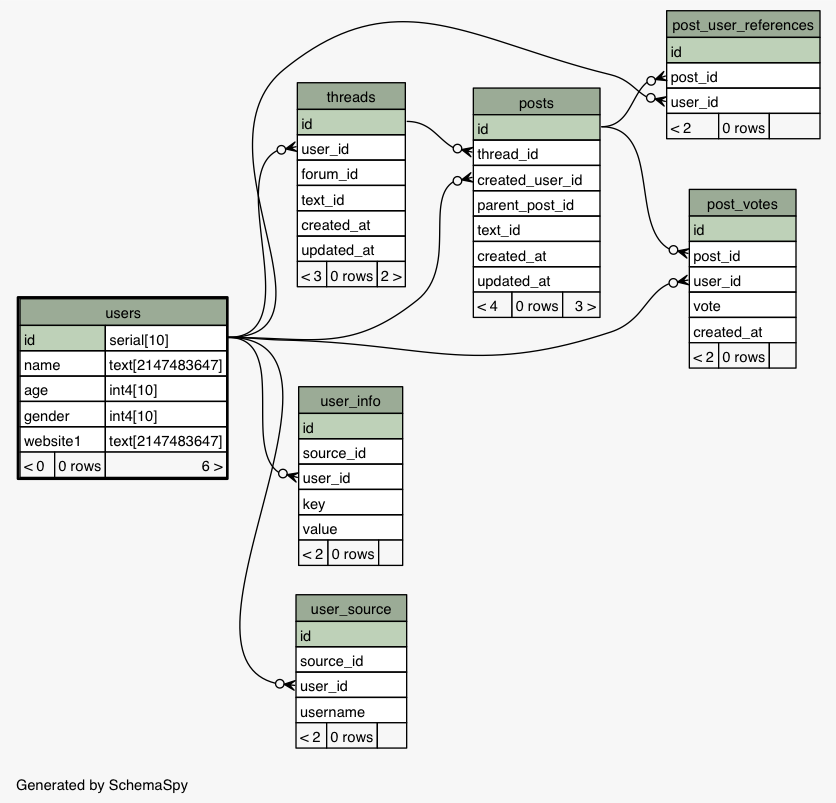 post_user_references
id
post_id
user_id
< 2 0 rows
threads
id
user_id
forum_id
text_id
created_at
updated_at
< 3 0 rows 2 >
posts
id
thread_id
created_user_id
parent_post_id
text_id
created_at
updated_at
< 4 0 rows 3 >
post_votes
id
post_id
user_id
vote
created_at
< 2 0 rows
users
id serial[10]
name text[2147483647]
age int4[10]
gender int4[10]
website1 text[2147483647]
< 0 0 rows 6 >
user_info
id
source_id
user_id
key
value
< 2 0 rows
user_source
id
source_id
user_id
username
< 2 0 rows
Generated by SchemaSpy